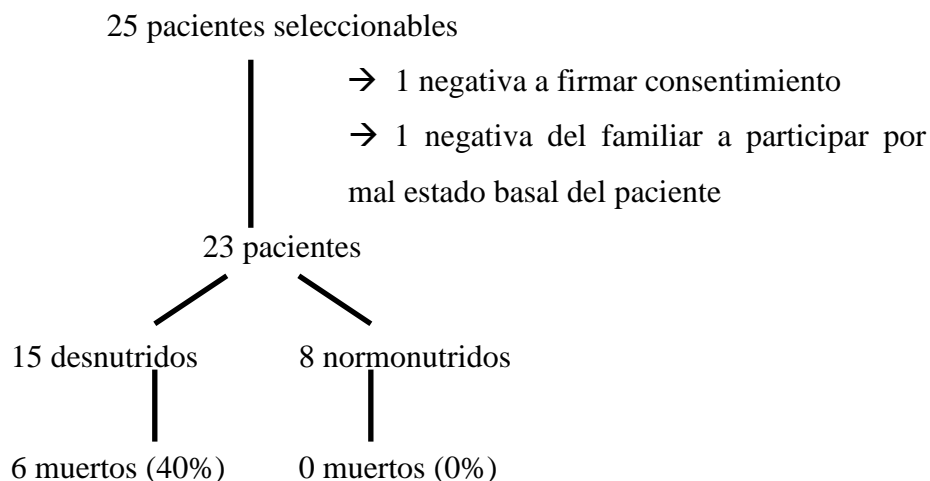 25 pacientes seleccionables
→ 1 negativa a firmar consentimiento
→ 1 negativa del familiar a participar por
mal estado basal del paciente
23 pacientes
15 desnutridos
8 normonutridos
6 muertos (40%)
0 muertos (0%)